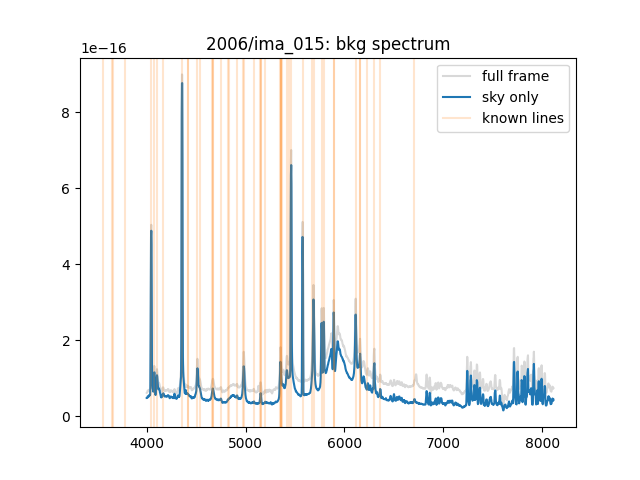 2006/ima_015: bkg spectrum
1e−16
full frame
sky only
known lines
8
6
4
2
0
4000 5000 6000 7000 8000